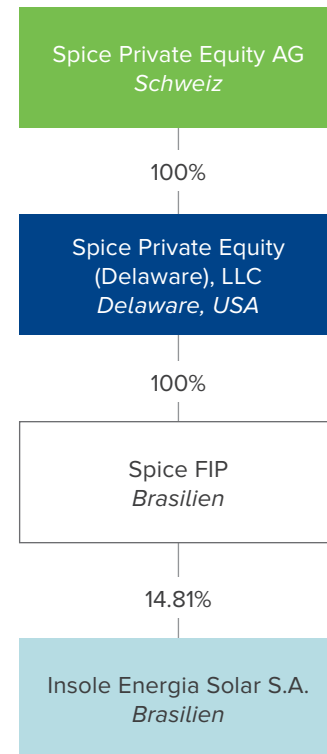 Spice Private Equity AG
Schweiz
100%
Spice Private Equity
(Delaware), LLC
Delaware, USA
100%
Spice FIP
Brasilien
14.81%
Insole Energia Solar S.A.
Brasilien